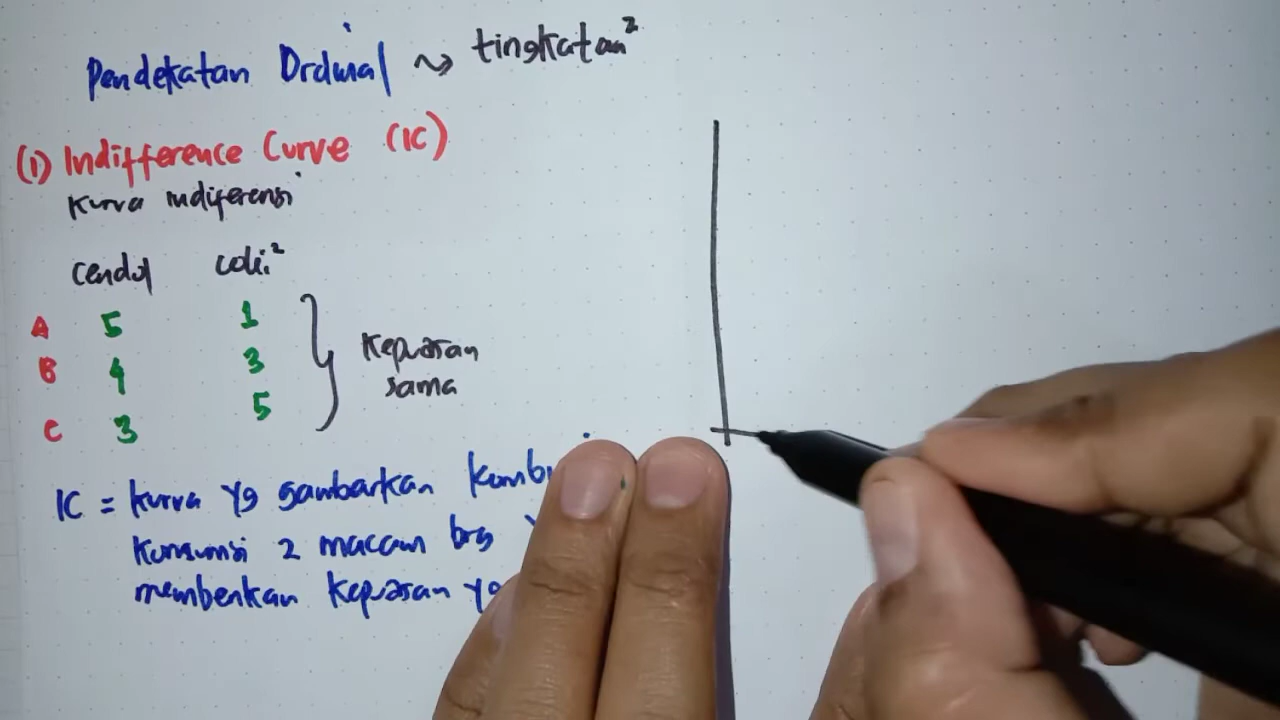 Pendekatan Ordinal ~> tingkatan²
(1) Indifference Curve (IC)
Kurva indiferensi
cendol coki²
A 5 1
B 4 3
C 3 5
Kepuasan
sama
IC = kurva yg gambarkan
konsumsi 2 macam brg
memberikan kepuasan